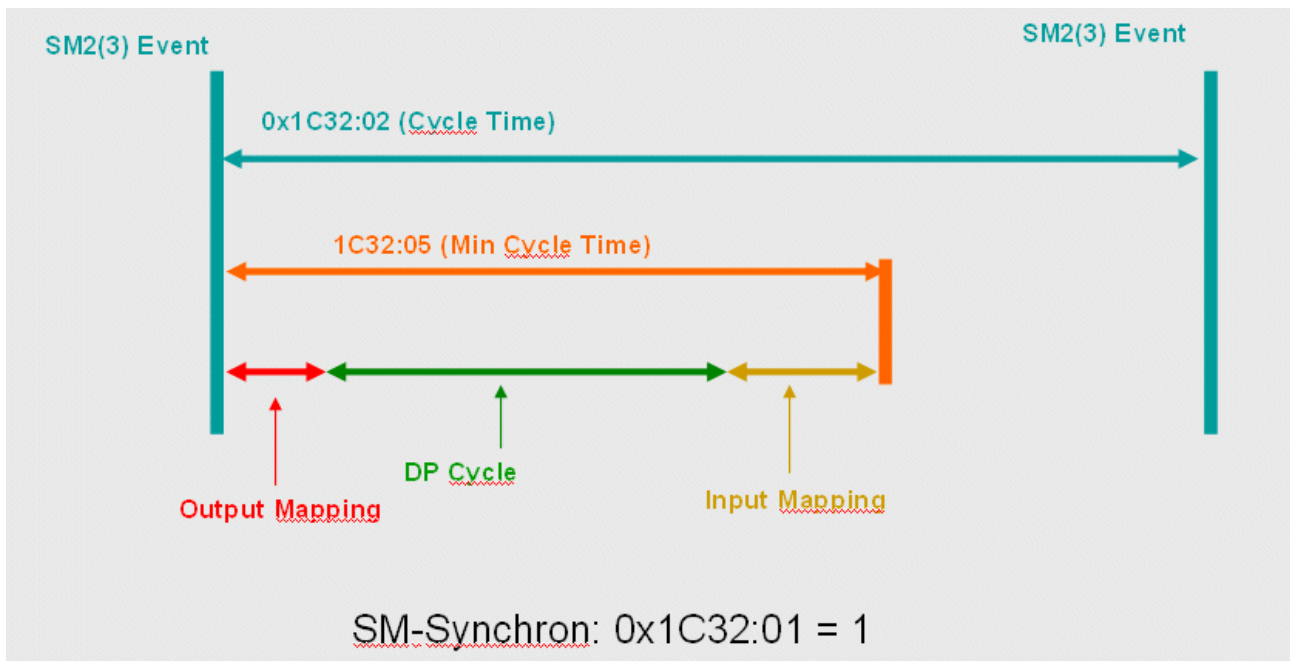 SM2(3) Event
SM2(3) Event
0x1C32:02 (Cycle Time)
1C32:05 (Min Cycle Time)
DP Cycle
Output Mapping
Input Mapping
SM-Synchron: 0x1C32:01 = 1